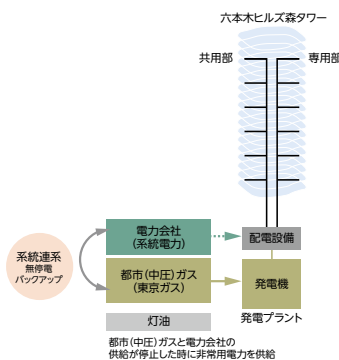 六本木ヒルズ森タワー
共用部
専用部
電力会社
(系統電力)
配電設備
系統連系
無停電
バックアップ
都市(中圧)ガス
(東京ガス)
発電機
発電プラント
灯油
都市(中圧)ガスと電力会社の
供給が停止した時に非常用電力を供給